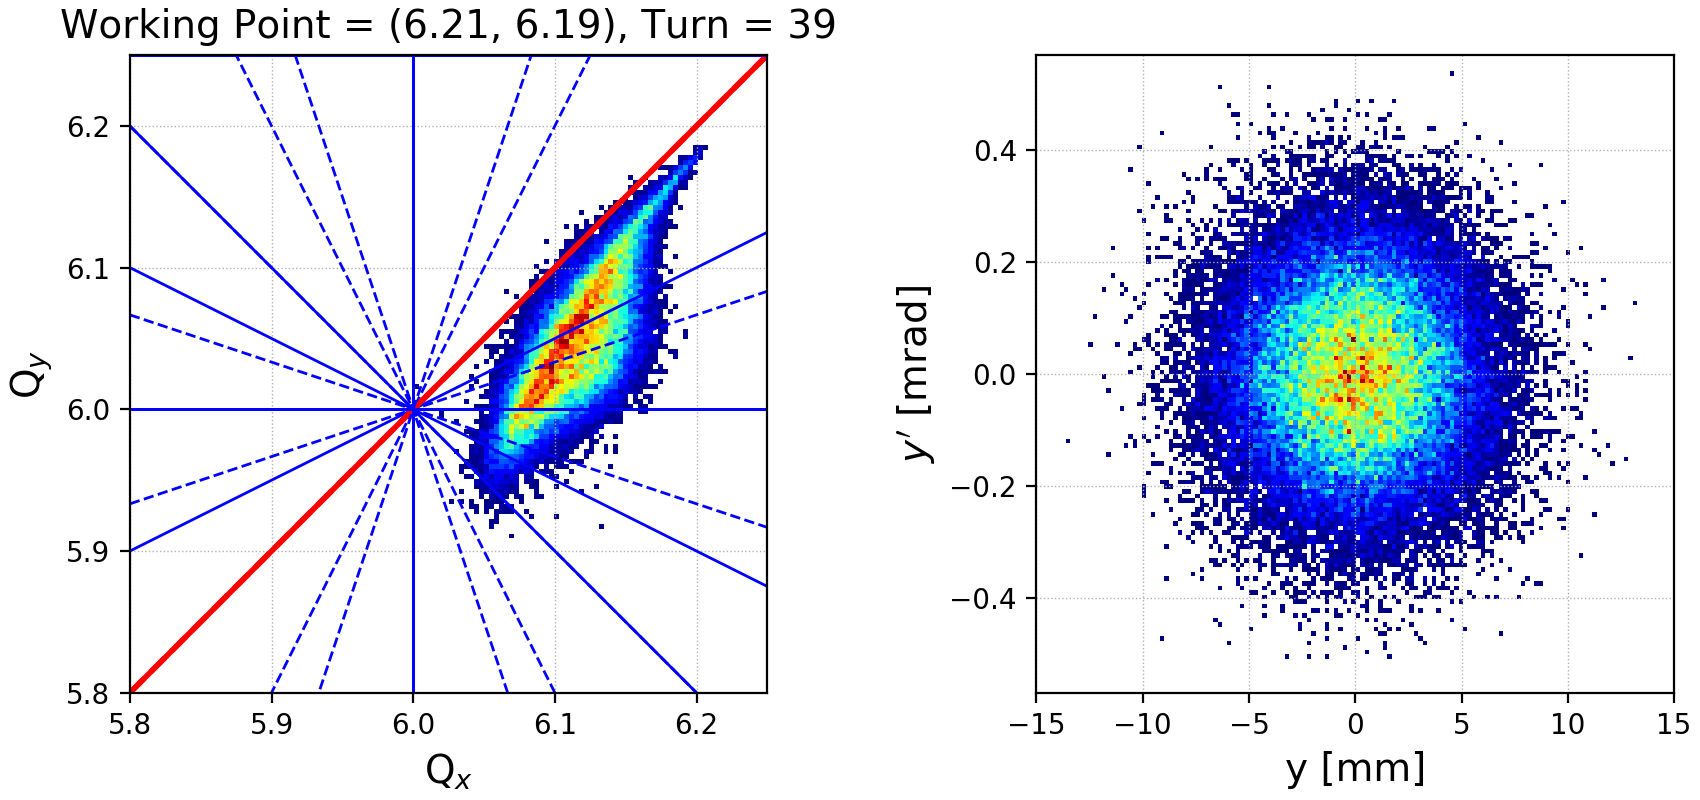 Working Point = (6.21, 6.19), Turn = 39
6.2
6.1
6.0
5.9
5.8
Q_y
5.8 5.9 6.0 6.1 6.2
Q_x
0.4
0.2
0.0
−0.2
−0.4
y′ [mrad]
−15 −10 −5 0 5 10 15
y [mm]